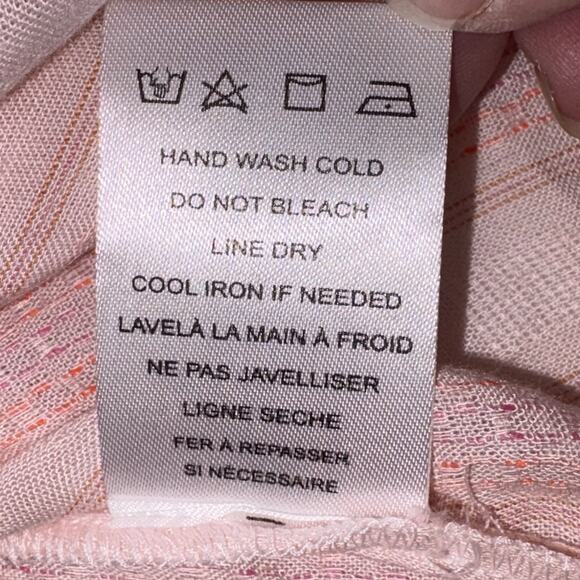 HAND WASH COLD
DO NOT BLEACH
LINE DRY
COOL IRON IF NEEDED
LAVELÀ LA MAIN À FROID
NE PAS JAVELLISER
LIGNE SECHE
FER À REPASSER
SI NÉCESSAIRE